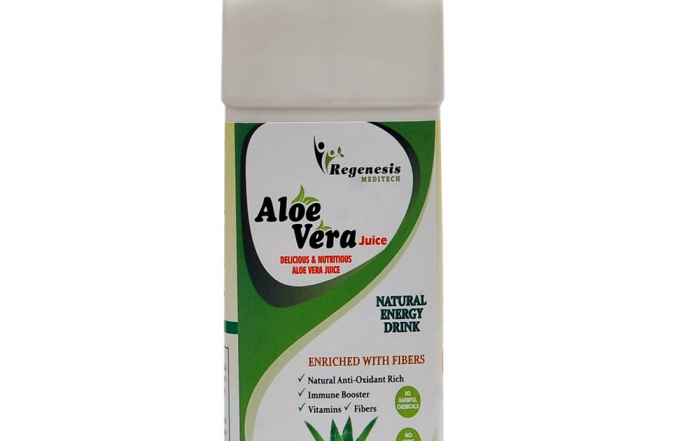 Regenesis
MEDITECH
Aloe
Vera Juice
DELICIOUS & NUTRITIOUS
ALOE VERA JUICE
NATURAL
ENERGY
DRINK
ENRICHED WITH FIBERS
✓ Natural Anti-Oxidant Rich
✓ Immune Booster
✓ Vitamins ✓ Fibers
NO
HARMFUL
CHEMICALS
NO